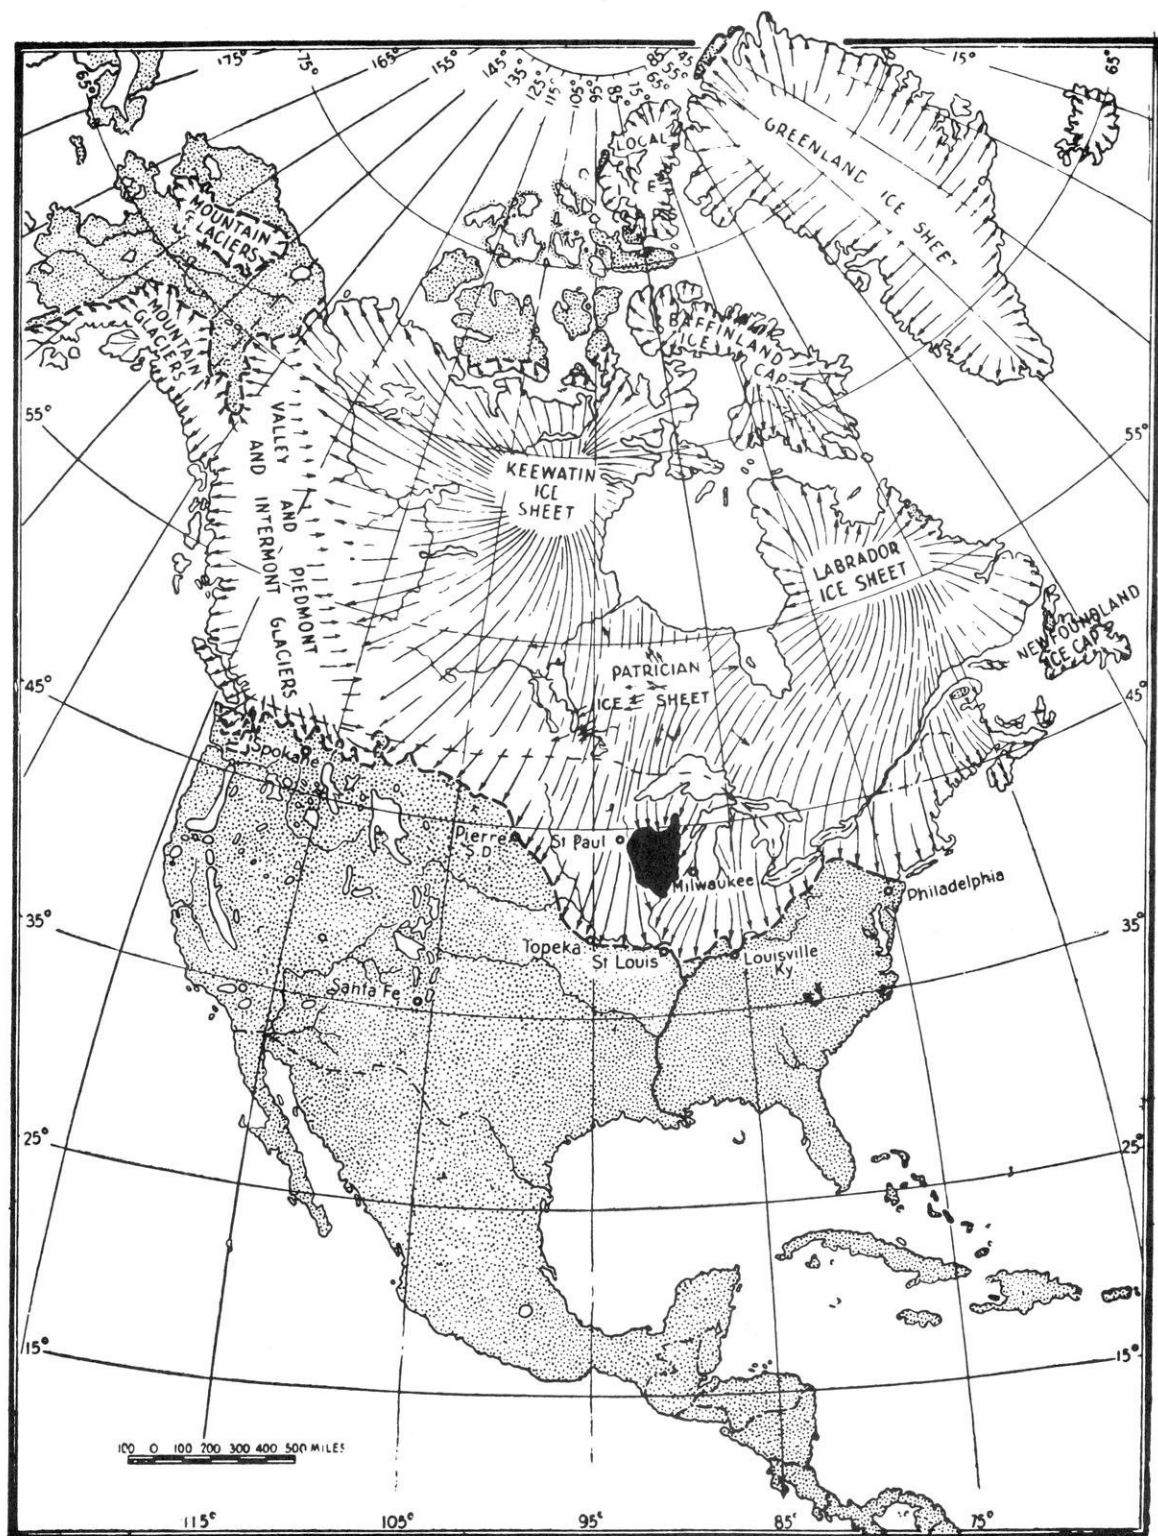 175°
75°
165°
155°
145°
135°
125°
115°
105°
95°
85°
75°
65°
55°
85
45°
15°
65°
65°
LOCAL
ICE
GREENLAND ICE SHEET
MOUNTAIN
GLACIERS
MOUNTAIN
GLACIERS
BAFFINLAND
ICE
CAP
55°
55°
VALLEY AND PIEDMONT
AND INTERMONT GLACIERS
KEEWATIN
ICE
SHEET
LABRADOR
ICE SHEET
NEWFOUNDLAND
ICE CAP
PATRICIAN
ICE SHEET
45°
45°
Spokane
Pierre
S.D.
St Paul
Milwaukee
Philadelphia
35°
35°
Topeka
St Louis
Louisville
Ky
Santa Fe
25°
25°
15°
15°
100 0 100 200 300 400 500 MILES
115°
105°
95°
85°
75°